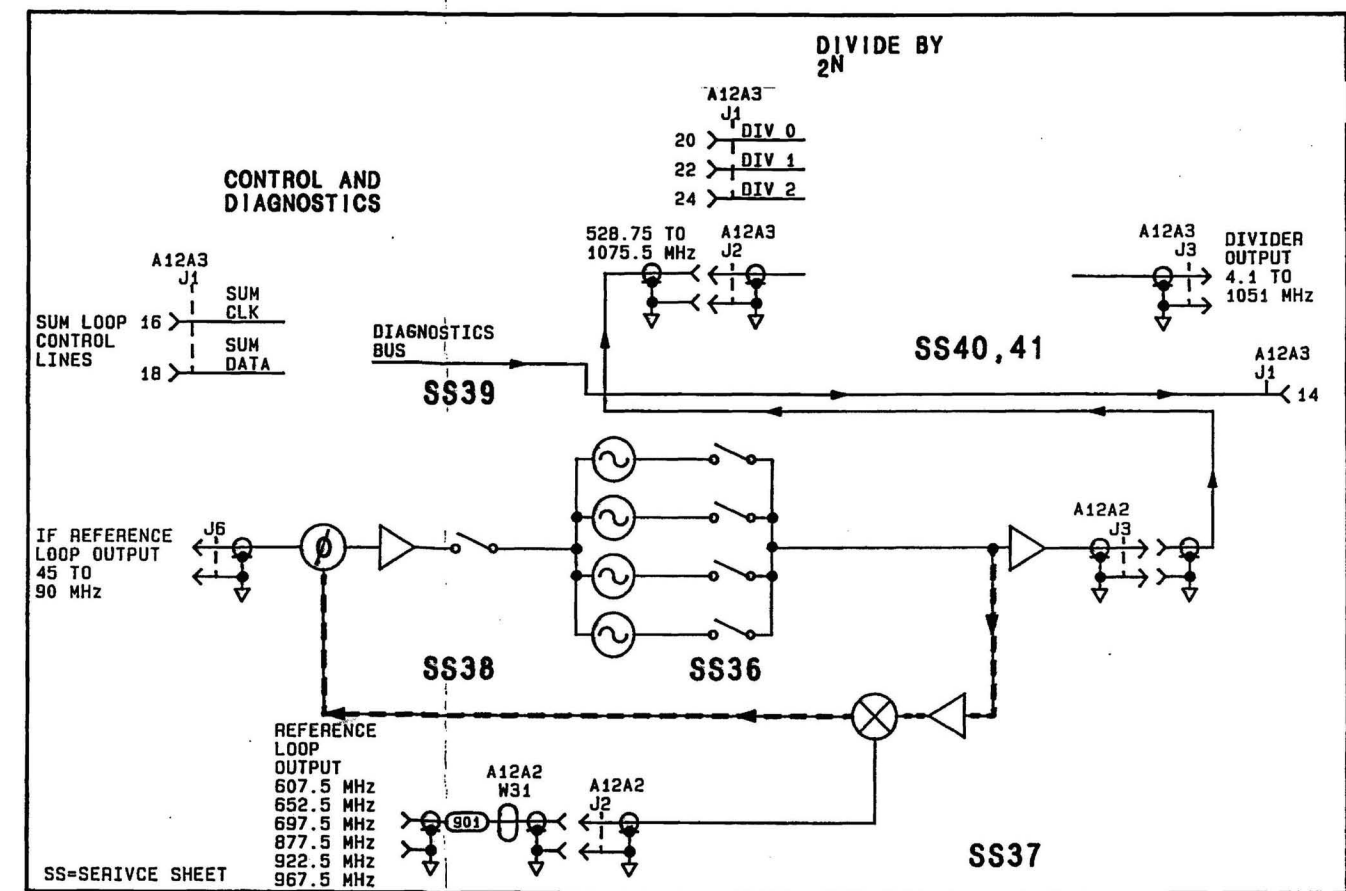 DIVIDE BY
2N
A12A3
J1
20 DIV 0
22 DIV 1
24 DIV 2
CONTROL AND
DIAGNOSTICS
A12A3
J1
SUM LOOP
CONTROL
LINES
16
SUM
CLK
18
SUM
DATA
528.75 TO
1075.5 MHz
A12A3
J2
A12A3
J3
DIVIDER
OUTPUT
4.1 TO
1051 MHz
DIAGNOSTICS
BUS
SS39
SS40,41
A12A3
J1
14
IF REFERENCE
LOOP OUTPUT
45 TO
90 MHz
J6
ϕ
A12A2
J3
SS38
SS36
REFERENCE
LOOP
OUTPUT
607.5 MHz
652.5 MHz
697.5 MHz
877.5 MHz
922.5 MHz
967.5 MHz
901
A12A2
W31
A12A2
J2
SS37
SS=SERIVCE SHEET